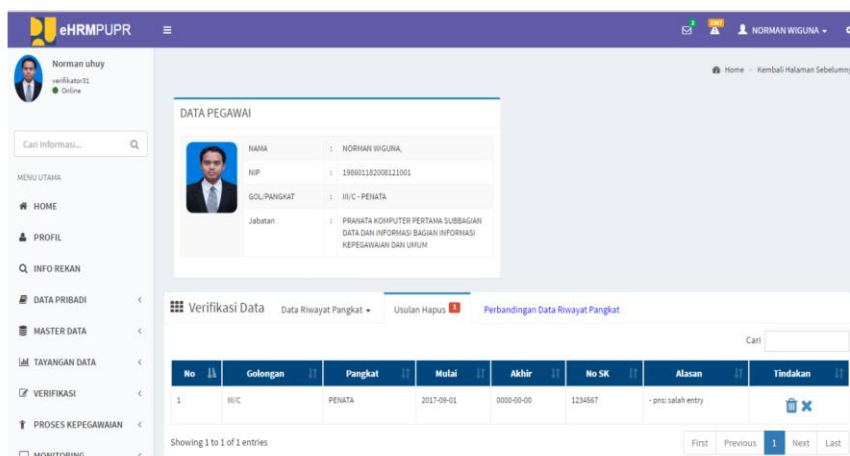 eHRMPUPR
2
NORMAN WIGUNA
Norman uhuy
verifikator01
Online
Home > Kembali Halaman Sebelumny
Cari Informasi...
MENU UTAMA
HOME
PROFIL
INFO REKAN
DATA PRIBADI
MASTER DATA
TAYANGAN DATA
VERIFIKASI
PROSES KEPEGAWAIAN
MONITORING
DATA PEGAWAI
NAMA : NORMAN WIGUNA,
NIP : 198601182008121001
GOL/PANGKAT : III/C - PENATA
Jabatan : PRANATA KOMPUTER PERTAMA SUBBAGIAN
DATA DAN INFORMASI BAGIAN INFORMASI
KEPEGAWAIAN DAN UMUM
Verifikasi Data Data Riwayat Pangkat Usulan Hapus 1 Perbandingan Data Riwayat Pangkat
Cari
No Golongan Pangkat Mulai Akhir No SK Alasan Tindakan
1 III/C PENATA 2017-09-01 0000-00-00 1234567 - pns: salah entry
Showing 1 to 1 of 1 entries
First Previous 1 Next Last